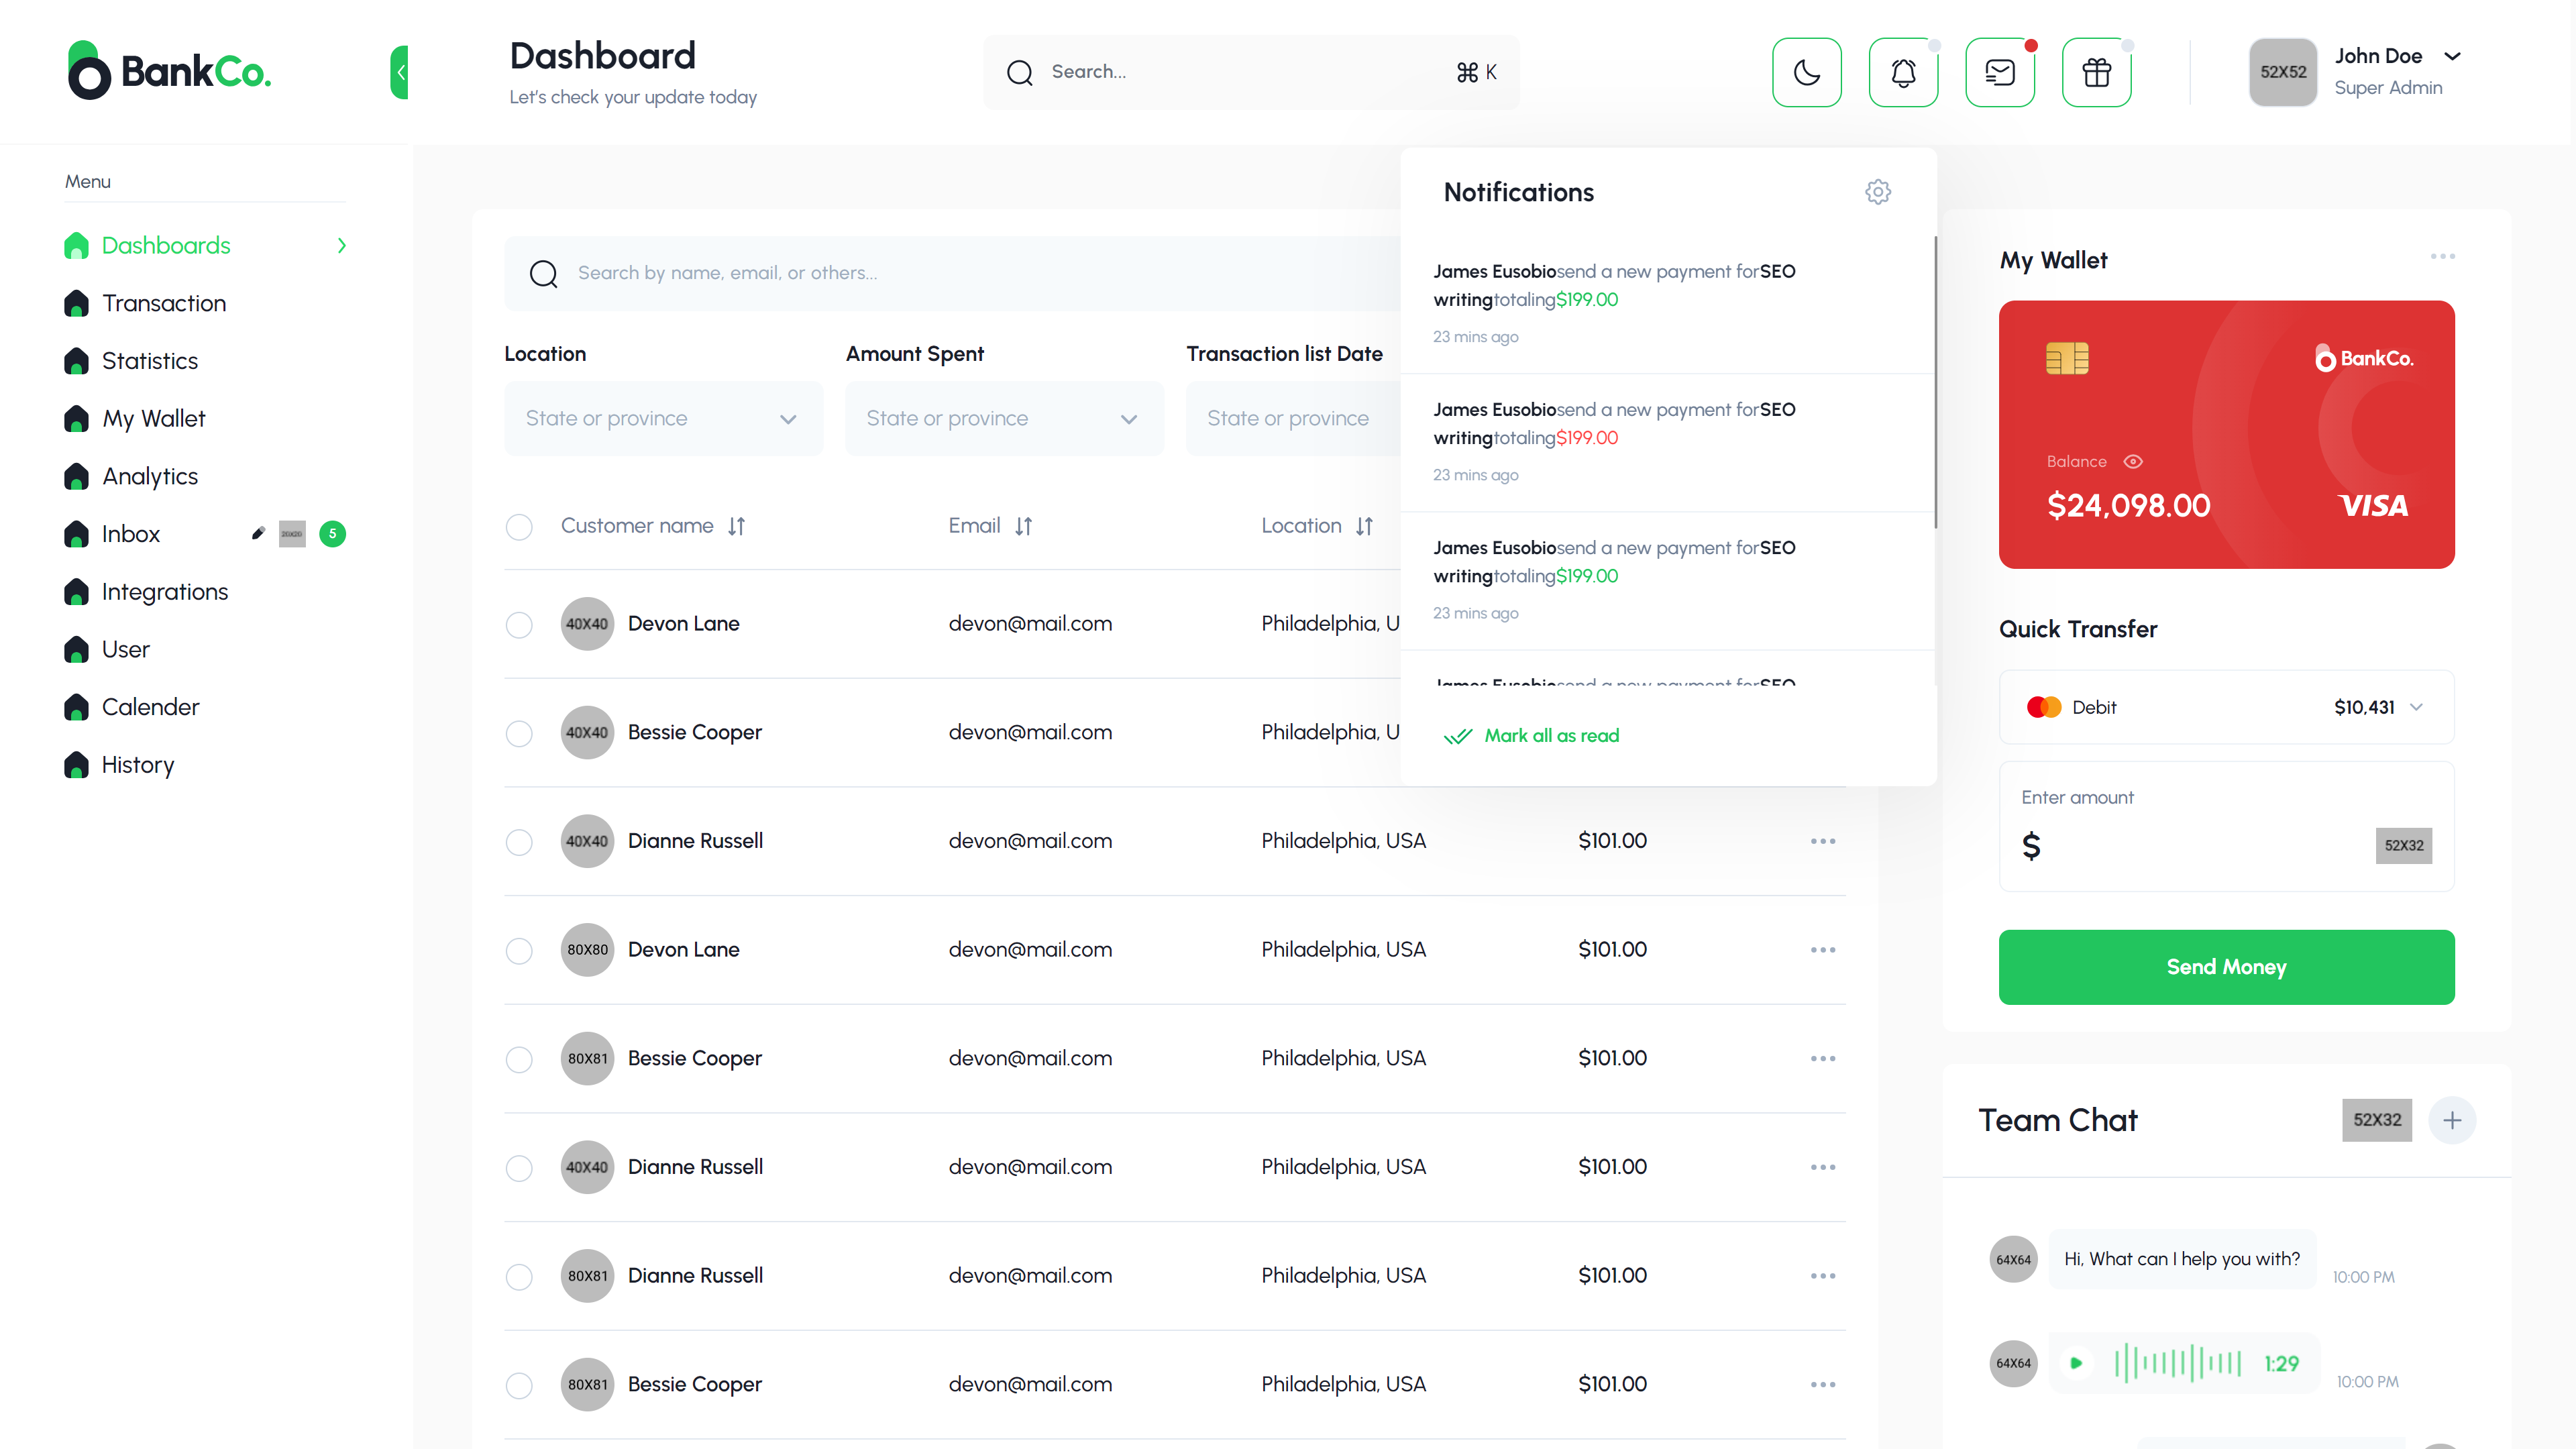 BankCo.
Dashboard
Let's check your update today
Search...
⌘ K
52X52
John Doe
Super Admin
Menu
Dashboards
Transaction
Statistics
My Wallet
Analytics
Inbox
20X20
5
Integrations
User
Calender
History
Search by name, email, or others...
Location
Amount Spent
Transaction list Date
State or province
State or province
State or province
Customer name
Email
Location
40X40 Devon Lane devon@mail.com Philadelphia, U
40X40 Bessie Cooper devon@mail.com Philadelphia, U
40X40 Dianne Russell devon@mail.com Philadelphia, USA $101.00
80X80 Devon Lane devon@mail.com Philadelphia, USA $101.00
80X81 Bessie Cooper devon@mail.com Philadelphia, USA $101.00
40X40 Dianne Russell devon@mail.com Philadelphia, USA $101.00
80X81 Dianne Russell devon@mail.com Philadelphia, USA $101.00
80X81 Bessie Cooper devon@mail.com Philadelphia, USA $101.00
Notifications
James Eusobiosend a new payment forSEO
writingtotaling$199.00
23 mins ago
James Eusobiosend a new payment forSEO
writingtotaling$199.00
23 mins ago
James Eusobiosend a new payment forSEO
writingtotaling$199.00
23 mins ago
James Eusobiosend a new payment forSEO
Mark all as read
My Wallet
BankCo.
Balance
$24,098.00
VISA
Quick Transfer
Debit
$10,431
Enter amount
$
52X32
Send Money
Team Chat
52X32
64X64
Hi, What can I help you with?
10:00 PM
64X64
1:29
10:00 PM